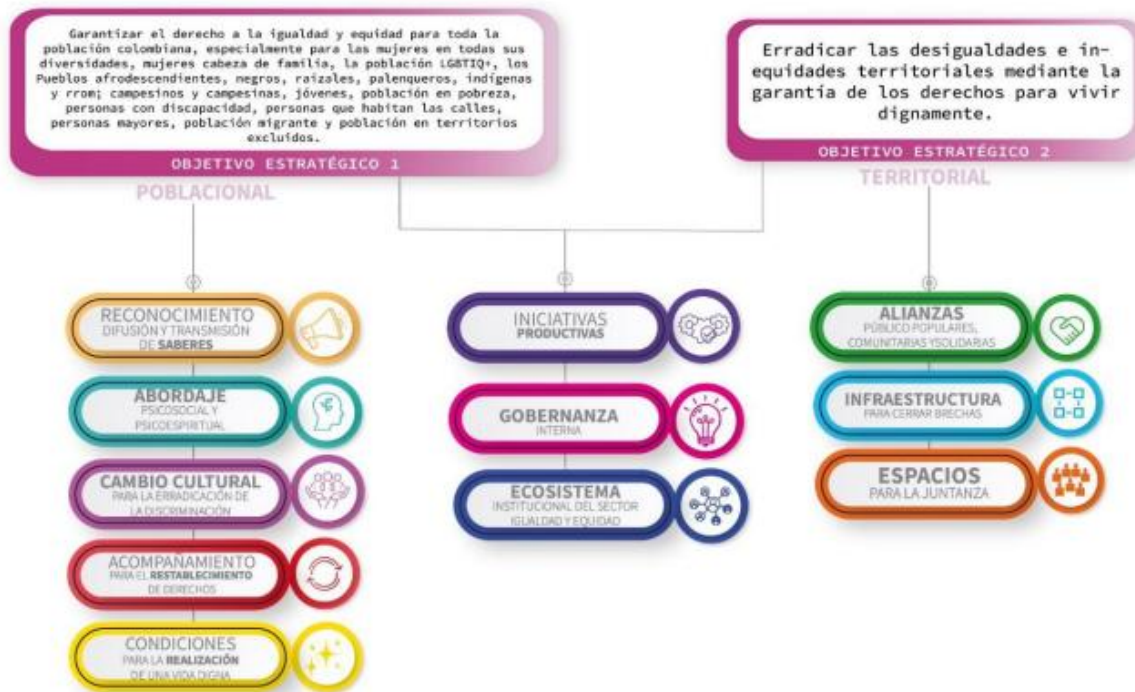 Garantizar el derecho a la igualdad y equidad para toda la
población colombiana, especialmente para las mujeres en todas sus
diversidades, mujeres cabeza de familia, la población LGBTIQ+, los
Pueblos afrodescendientes, negros, raizales, palenqueros, indígenas
y rrom; campesinos y campesinas, jóvenes, población en pobreza,
personas con discapacidad, personas que habitan las calles,
personas mayores, población migrante y población en territorios
excluidos.
OBJETIVO ESTRATÉGICO 1
POBLACIONAL
Erradicar las desigualdades e in-
equidades territoriales mediante la
garantía de los derechos para vivir
dignamente.
OBJETIVO ESTRATÉGICO 2
TERRITORIAL
RECONOCIMIENTO
DIFUSIÓN Y TRANSMISIÓN
DE SABERES
ABORDAJE
PSICOSOCIAL Y
PSICOESPIRITUAL
CAMBIO CULTURAL
PARA LA ERRADICACIÓN DE
LA DISCRIMINACIÓN
ACOMPAÑAMIENTO
PARA EL RESTABLECIMIENTO
DE DERECHOS
CONDICIONES
PARA LA REALIZACIÓN
DE UNA VIDA DIGNA
INICIATIVAS
PRODUCTIVAS
GOBERNANZA
INTERNA
ECOSISTEMA
INSTITUCIONAL DEL SECTOR
IGUALDAD Y EQUIDAD
ALIANZAS
PÚBLICO POPULARES,
COMUNITARIAS YSOLIDARIAS
INFRAESTRUCTURA
PARA CERRAR BRECHAS
ESPACIOS
PARA LA JUNTANZA